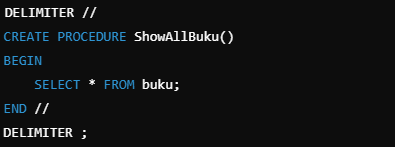 DELIMITER //
CREATE PROCEDURE ShowAllBuku()
BEGIN
    SELECT * FROM buku;
END //
DELIMITER ;